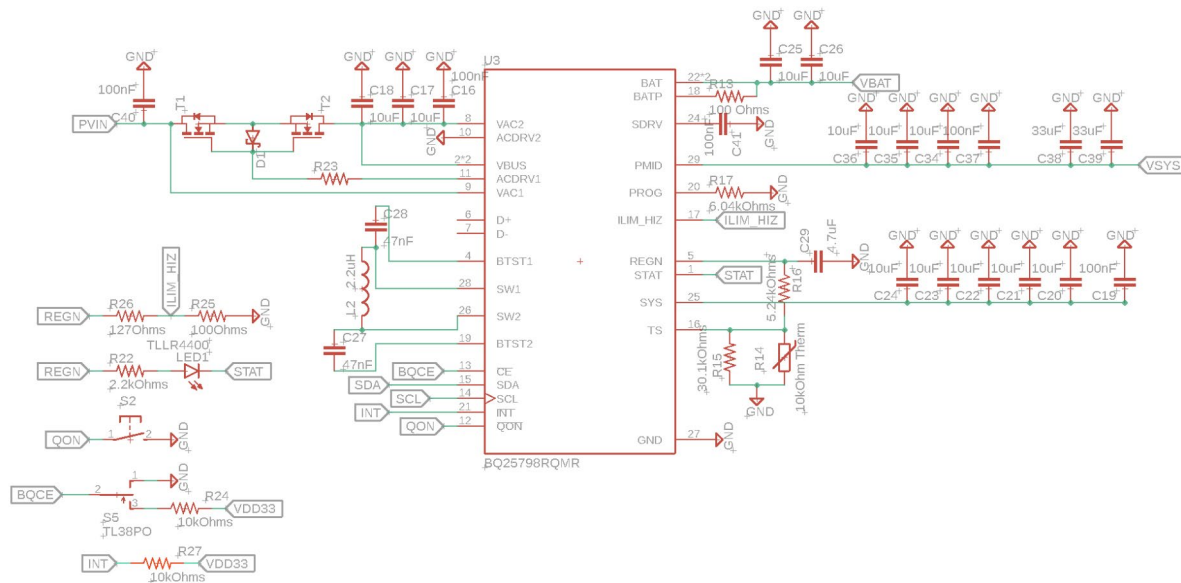 GND GND
C25 C26
10uF 10uF
VBAT
GND GND GND GND
100nF 100nF
U3
T1 T2
C18 C17 C16
PVIN
C40
10uF 10uF
D1
R23
GND
8 VAC2
10 ACDRV2
2*2 VBUS
11 ACDRV1
9 VAC1
6 D+
7 D-
4 BTST1
28 SW1
26 SW2
19 BTST2
13 CE
15 SDA
14 SCL
21 INT
12 QON
BAT 22*2
BATP 18
SDRV 24
PMID 29
PROG 20
ILIM_HIZ 17
REGN 5
STAT 1
SYS 25
TS 16
GND 27
BQ25798RQMR
R13
100 Ohms
100nF
C41
GND
GND GND GND GND GND GND
10uF 10uF 10uF 100nF 33uF 33uF
C36 C35 C34 C37 C38 C39
VSYS
R17
6.04kOhms
GND
ILIM_HIZ
C29
4.7uF
GND
STAT
R16
5.24kOhms
GND GND GND GND GND GND
10uF 10uF 10uF 10uF 10uF 100nF
C24 C23 C22 C21 C20 C19
R15
30.1kOhms
R14
10kOhm Therm
GND
GND
C28
47nF
2.2uH
L2
C27
47nF
BQCE
SDA
SCL
INT
QON
ILIM_HIZ
REGN
R26
127Ohms
R25
100Ohms
GND
TLLR4400
REGN
R22
2.2kOhms
LED1
STAT
S2
QON
1 2
GND
BQCE
2
1
3
GND
R24
10kOhms
VDD33
S5
TL38PO
INT
R27
10kOhms
VDD33